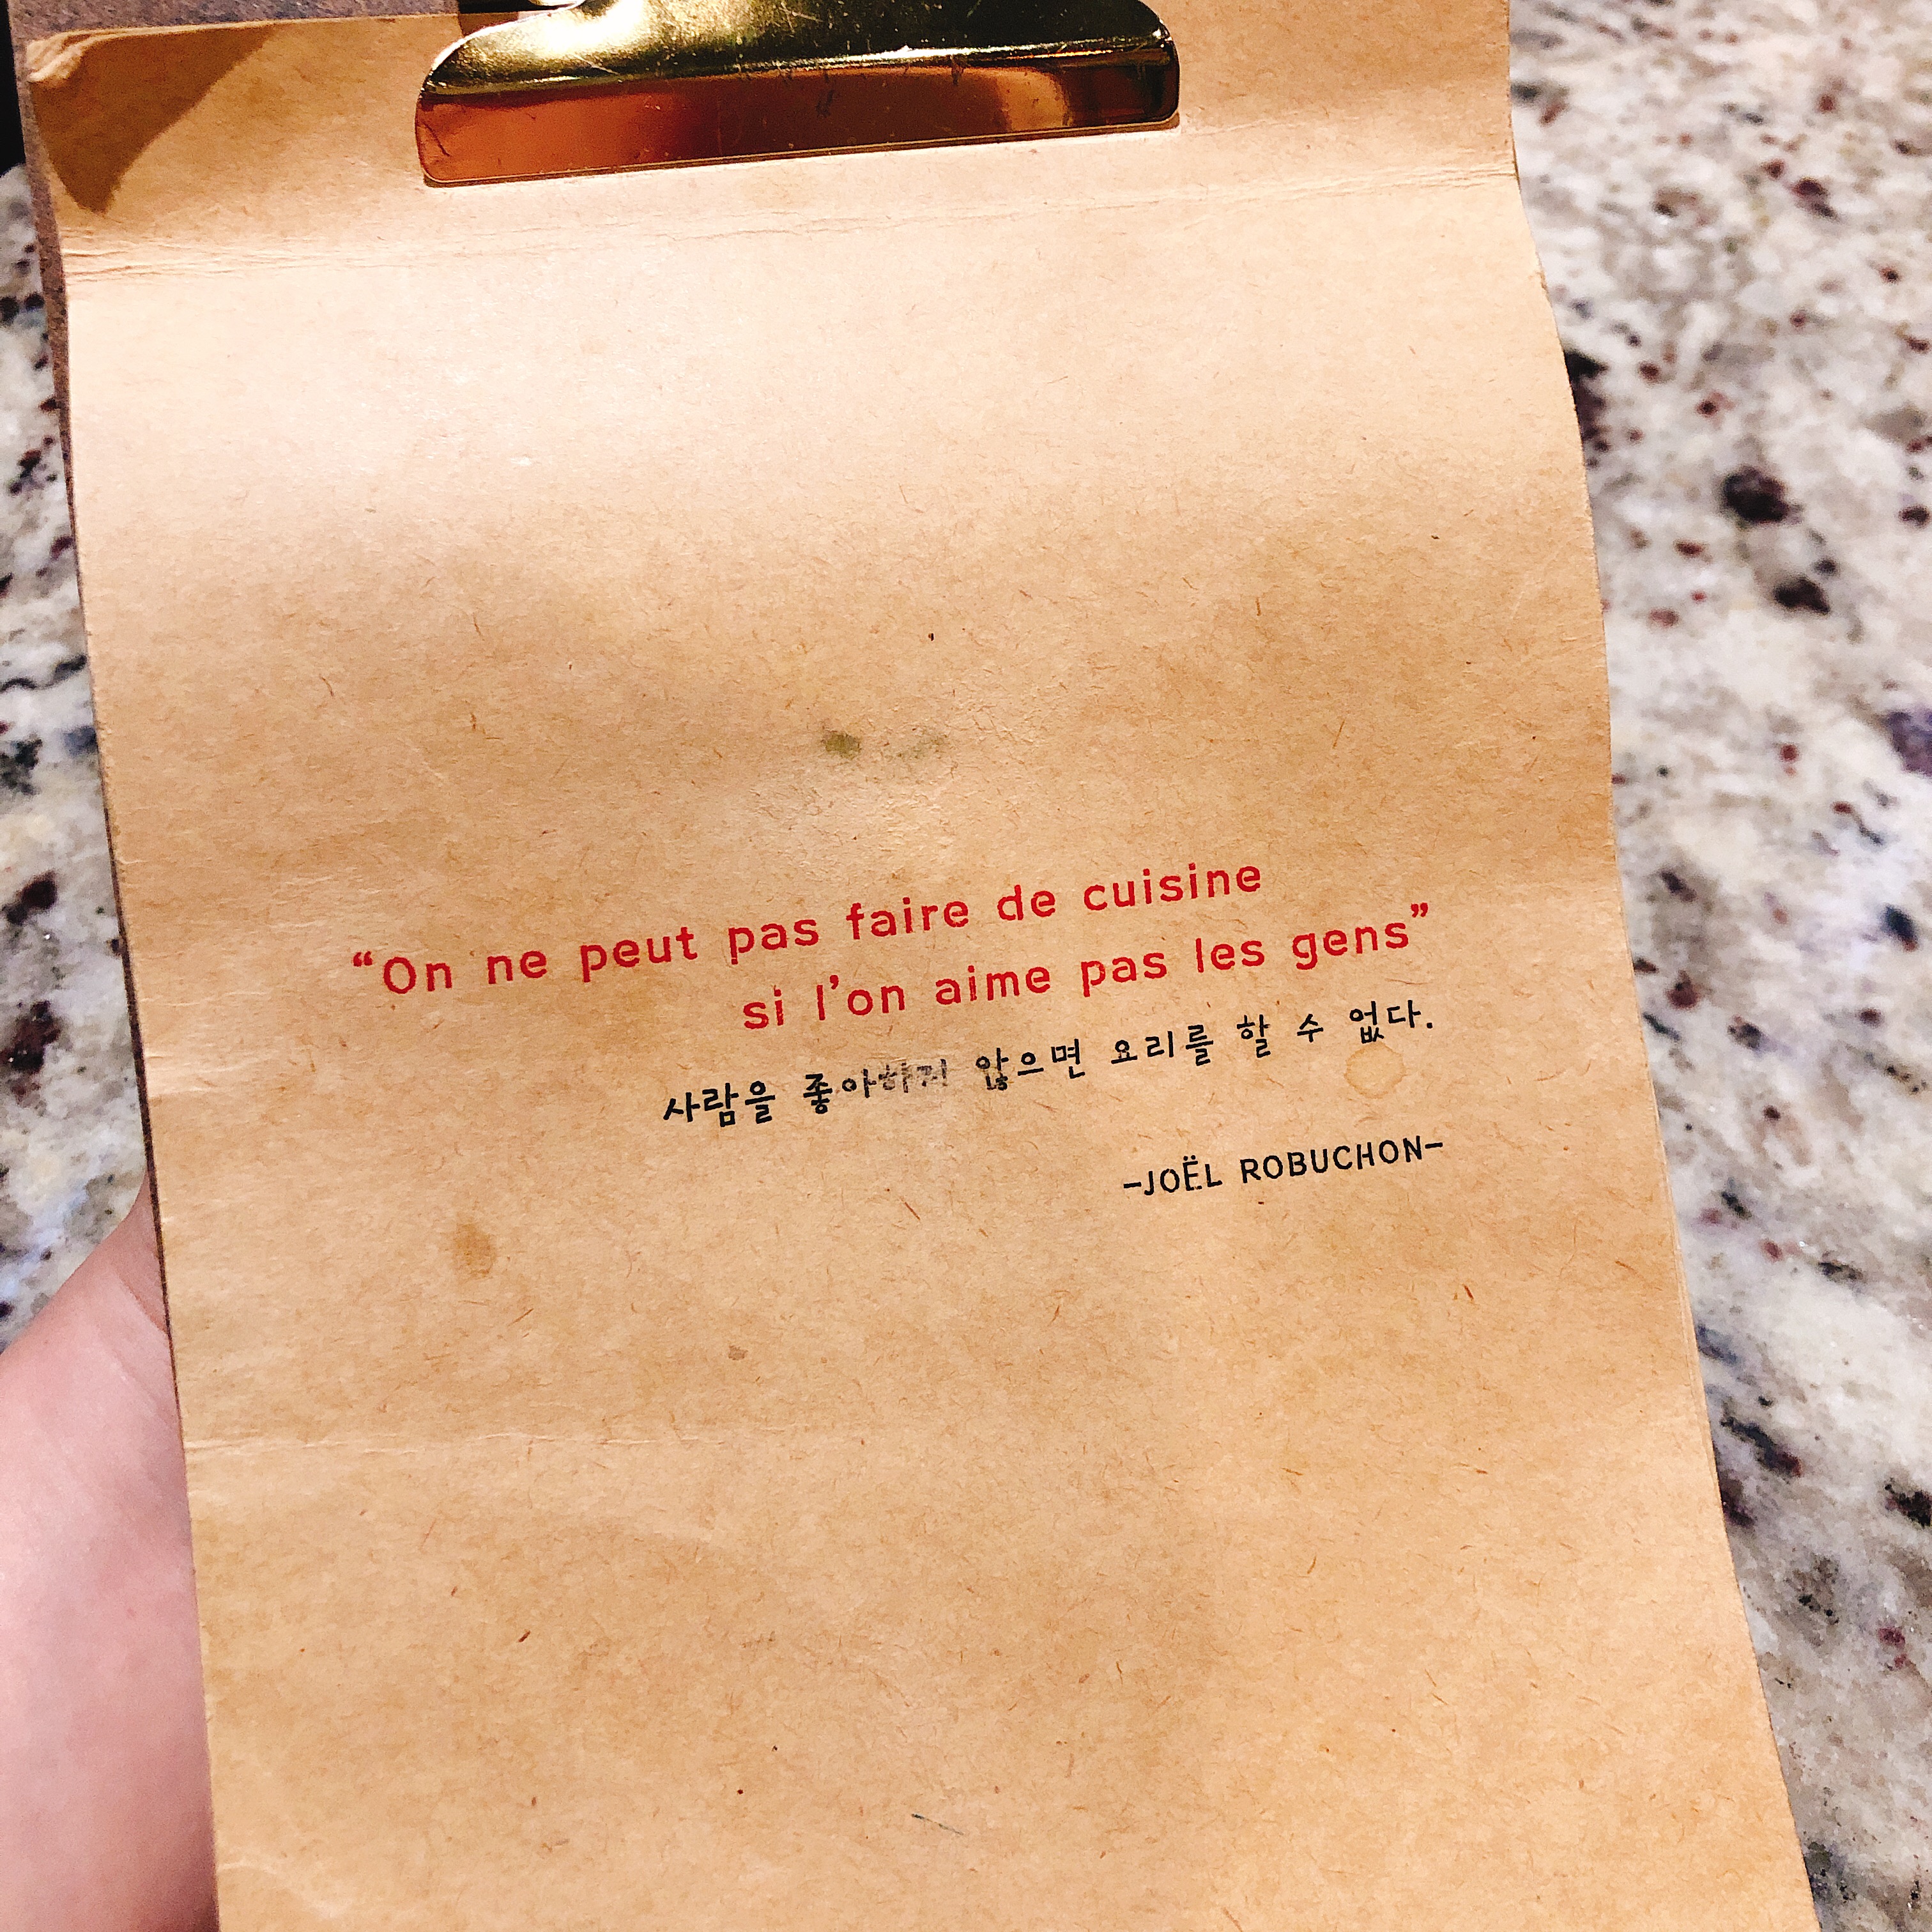 “On ne peut pas faire de cuisine
si l’on aime pas les gens”
사람을 좋아하지 않으면 요리를 할 수 없다.
–JOËL ROBUCHON–